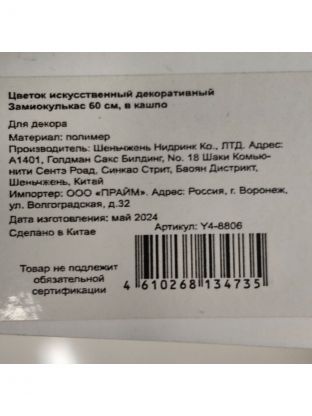 Цветок искусственный декоративный
Замиокулькас 60 см, в кашпо
Для декора
Материал: полимер
Производитель: Шеньчжень Нидринк Ко., ЛТД. Адрес:
А1401, Голдман Сакс Билдинг, No. 18 Шаки Комью-
нити Сентэ Роад, Синкао Стрит, Баоян Дистрикт,
Шеньчжень, Китай
Импортер: ООО «ПРАЙМ». Адрес: Россия, г. Воронеж,
ул. Волгоградская, д.32
Дата изготовления: май 2024
Артикул: Y4-8806
Сделано в Китае
Товар не подлежит
обязательной
сертификации
4 610268 134735